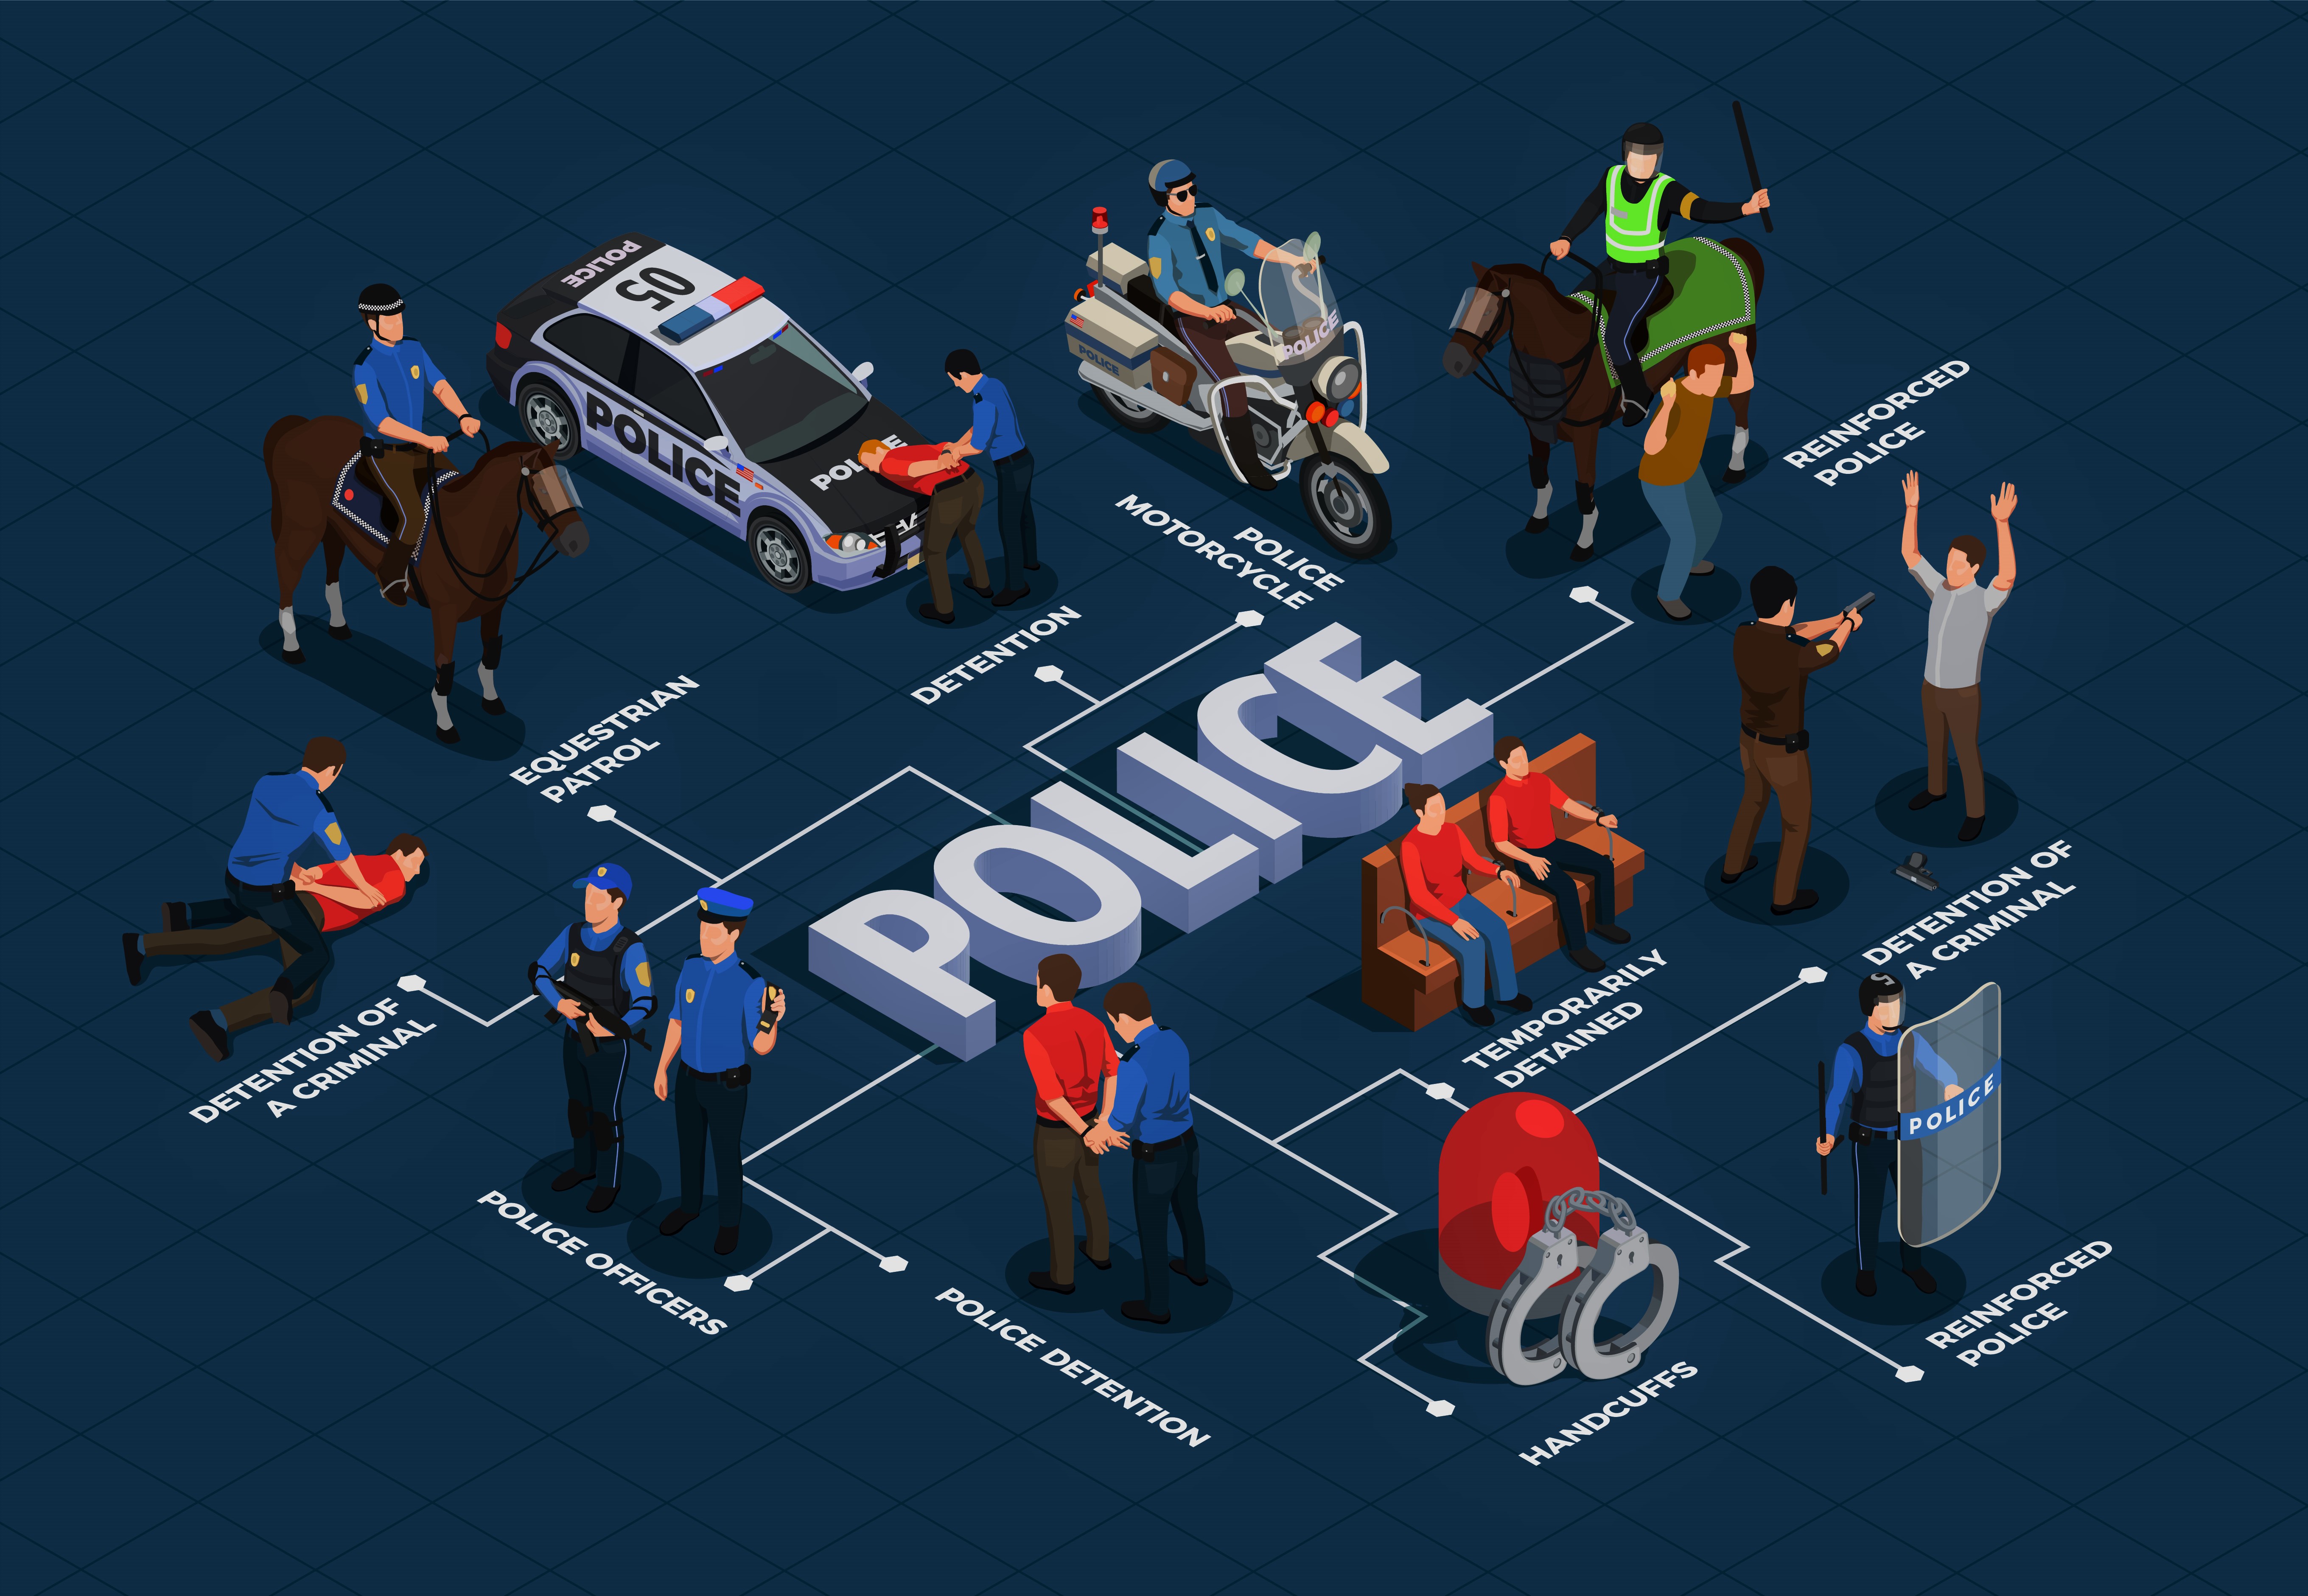 POLICE
05
POLICE
POLICE
POLICE
POLICE
POLICE
MOTORCYCLE
REINFORCED
POLICE
DETENTION
EQUESTRIAN
PATROL
POLICE
DETENTION OF
A CRIMINAL
DETENTION OF
A CRIMINAL
TEMPORARILY
DETAINED
POLICE
POLICE OFFICERS
POLICE DETENTION
HANDCUFFS
REINFORCED
POLICE